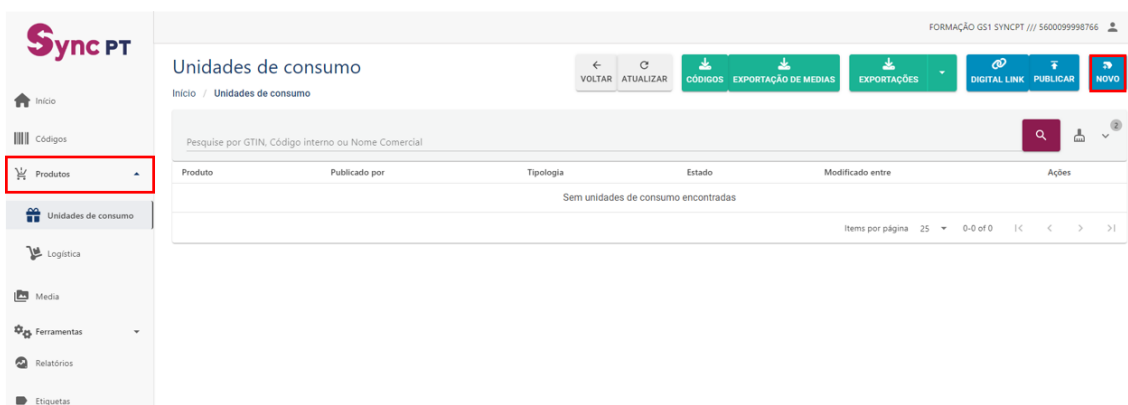 Sync PT
FORMAÇÃO GS1 SYNCPT /// 5600099998766
Unidades de consumo
Início / Unidades de consumo
VOLTAR
ATUALIZAR
CÓDIGOS
EXPORTAÇÃO DE MEDIAS
EXPORTAÇÕES
DIGITAL LINK
PUBLICAR
NOVO
Início
Códigos
Produtos
Unidades de consumo
Logística
Media
Ferramentas
Relatórios
Etiquetas
Pesquise por GTIN, Código interno ou Nome Comercial
2
Produto Publicado por Tipologia Estado Modificado entre Ações
Sem unidades de consumo encontradas
Items por página 25 0-0 of 0